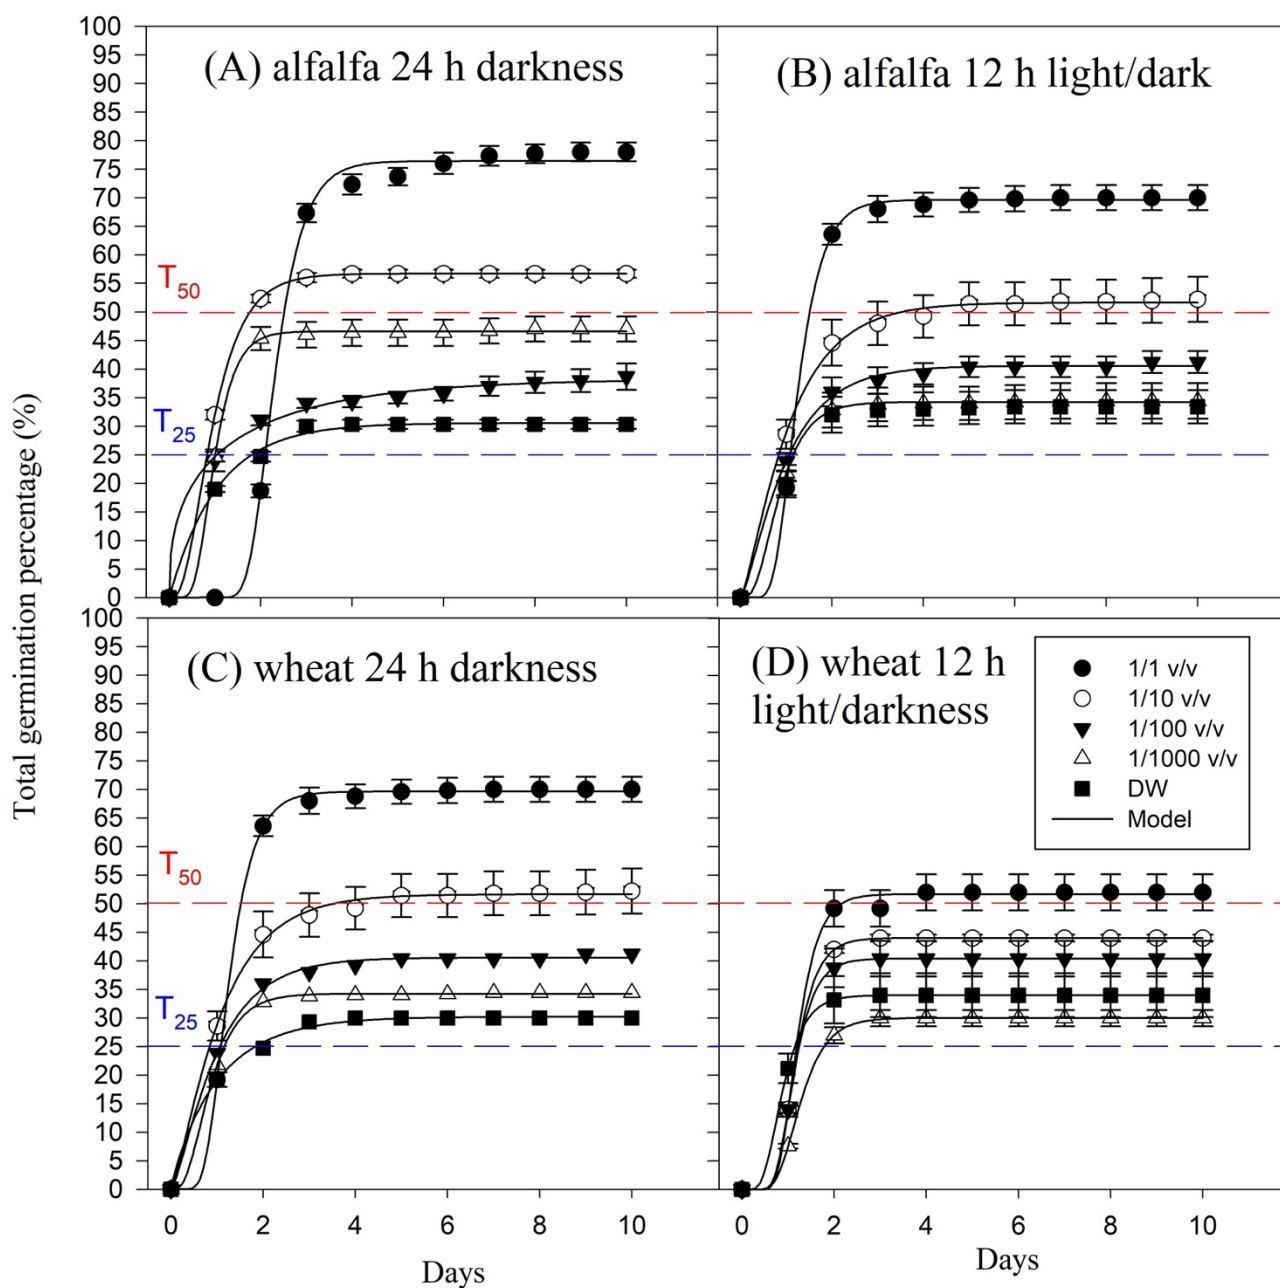 Total germination percentage (%)
100
95
90
85
80
75
70
65
60
55
50
45
40
35
30
25
20
15
10
5
0
(A) alfalfa 24 h darkness
T50
T25
(B) alfalfa 12 h light/dark
100
95
90
85
80
75
70
65
60
55
50
45
40
35
30
25
20
15
10
5
0
(C) wheat 24 h darkness
T50
T25
0 2 4 6 8 10
Days
(D) wheat 12 h
light/darkness
1/1 v/v
1/10 v/v
1/100 v/v
1/1000 v/v
DW
Model
0 2 4 6 8 10
Days